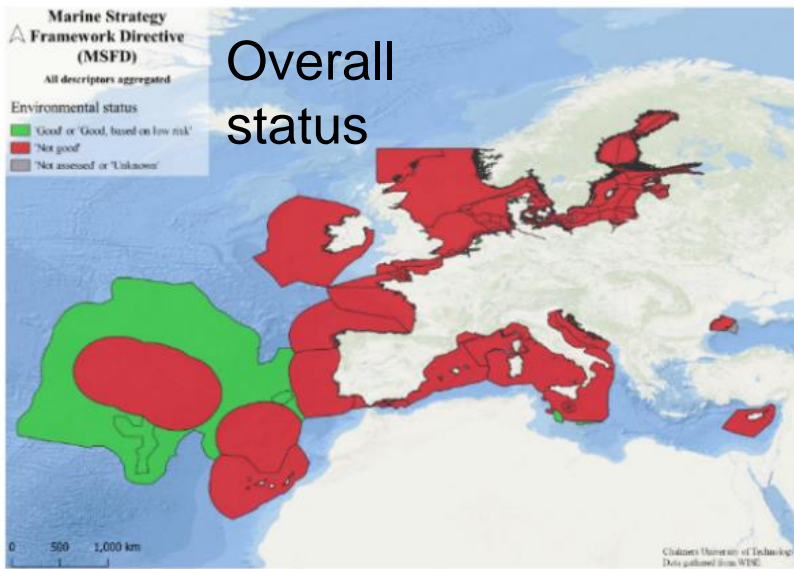 Marine Strategy
Framework Directive
(MSFD)
All descriptors aggregated
Environmental status
'Good' or 'Good, based on low risk'
'Not good'
'Not assessed' or 'Unknown'
Overall
status
0 500 1,000 km
Chalmers University of Technology
Data gathered from WISE